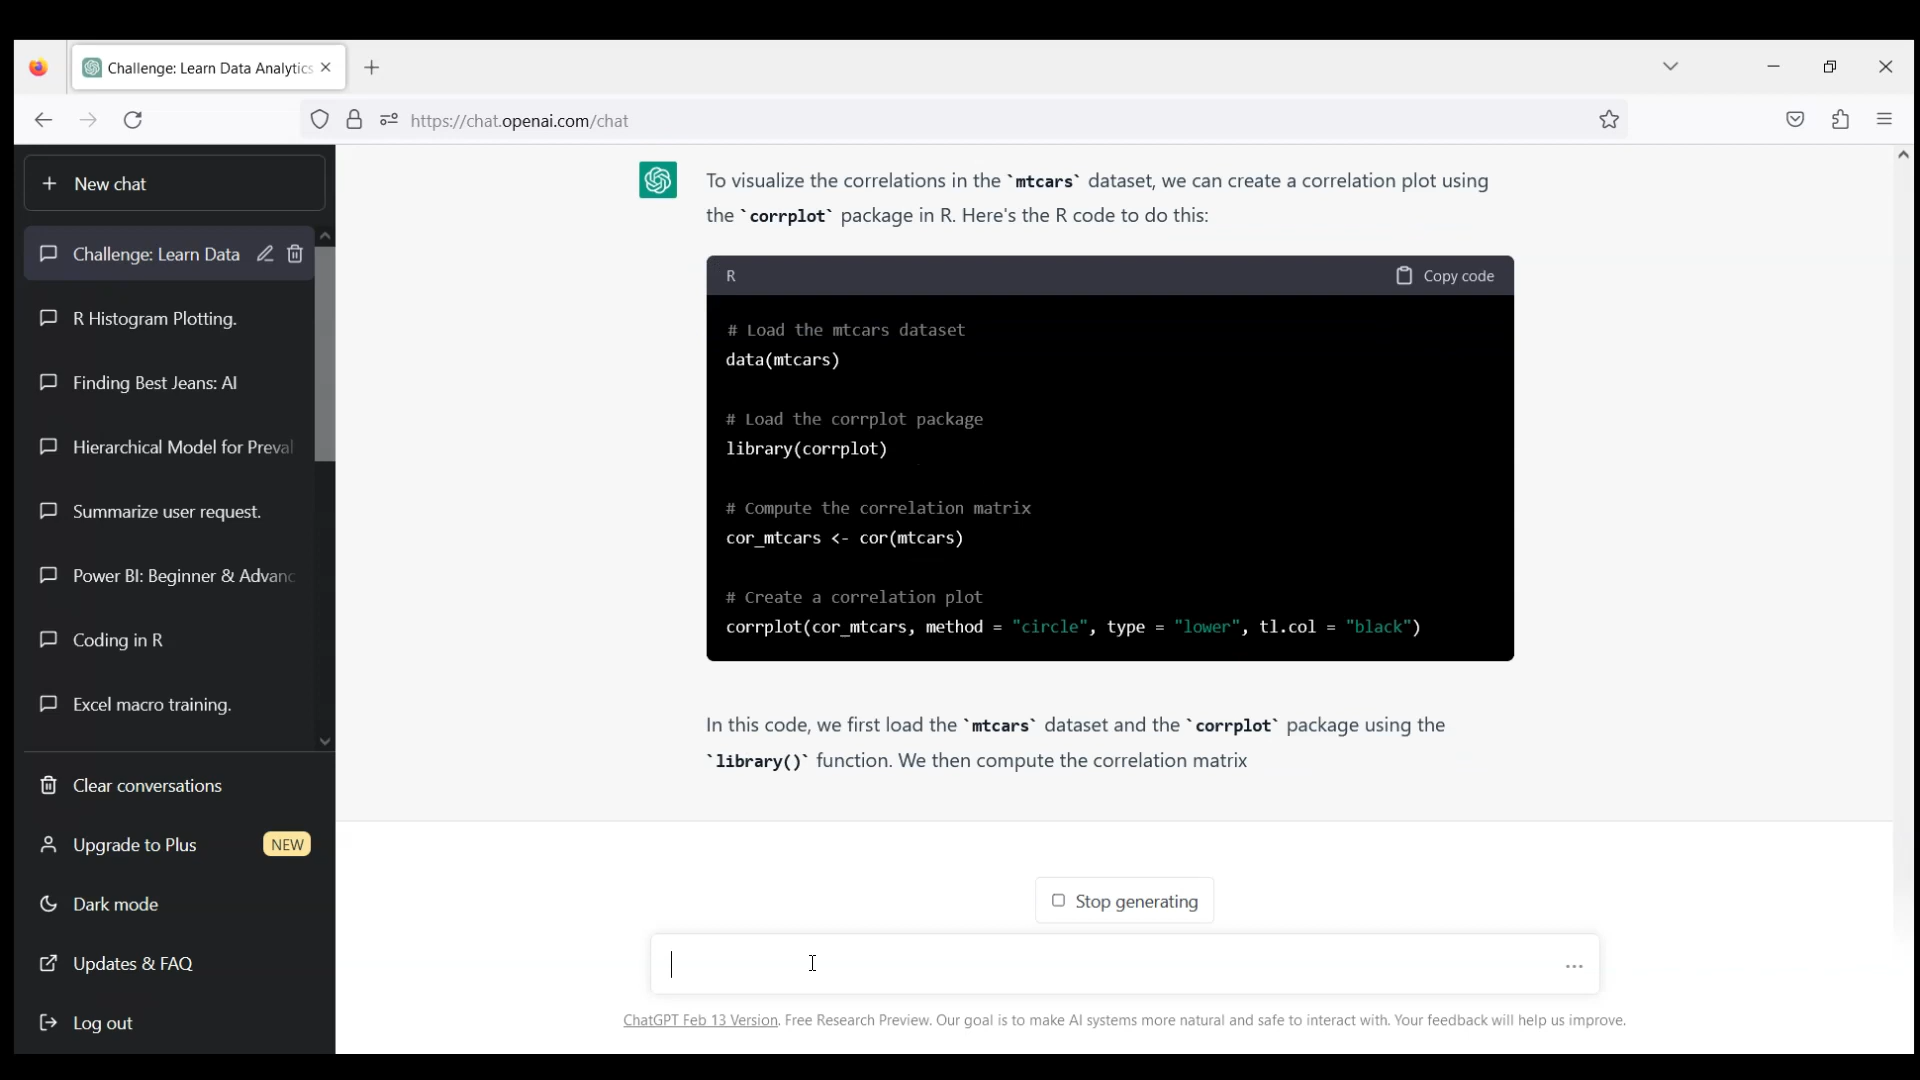 Challenge: Learn Data Analytics
https://chat.openai.com/chat
New chat
Challenge: Learn Data
R Histogram Plotting.
Finding Best Jeans: AI
Hierarchical Model for Preval
Summarize user request.
Power BI: Beginner & Advanc
Coding in R
Excel macro training.
Clear conversations
Upgrade to Plus NEW
Dark mode
Updates & FAQ
Log out
To visualize the correlations in the `mtcars` dataset, we can create a correlation plot using
the `corrplot` package in R. Here's the R code to do this:
R Copy code
# Load the mtcars dataset
data(mtcars)
# Load the corrplot package
library(corrplot)
# Compute the correlation matrix
cor_mtcars <- cor(mtcars)
# Create a correlation plot
corrplot(cor_mtcars, method = "circle", type = "lower", tl.col = "black")
In this code, we first load the `mtcars` dataset and the `corrplot` package using the
`library()` function. We then compute the correlation matrix
Stop generating
ChatGPT Feb 13 Version. Free Research Preview. Our goal is to make AI systems more natural and safe to interact with. Your feedback will help us improve.